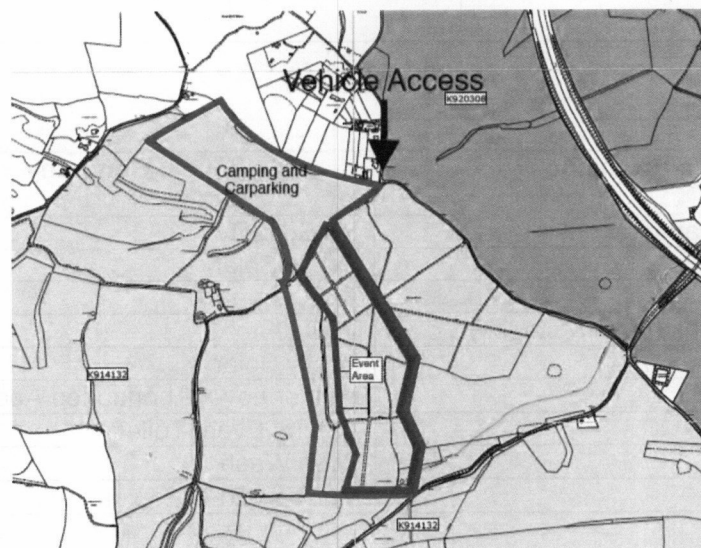 Vehicle Access
K920308
Camping and
Carparking
Event
Area
K914132
K914132